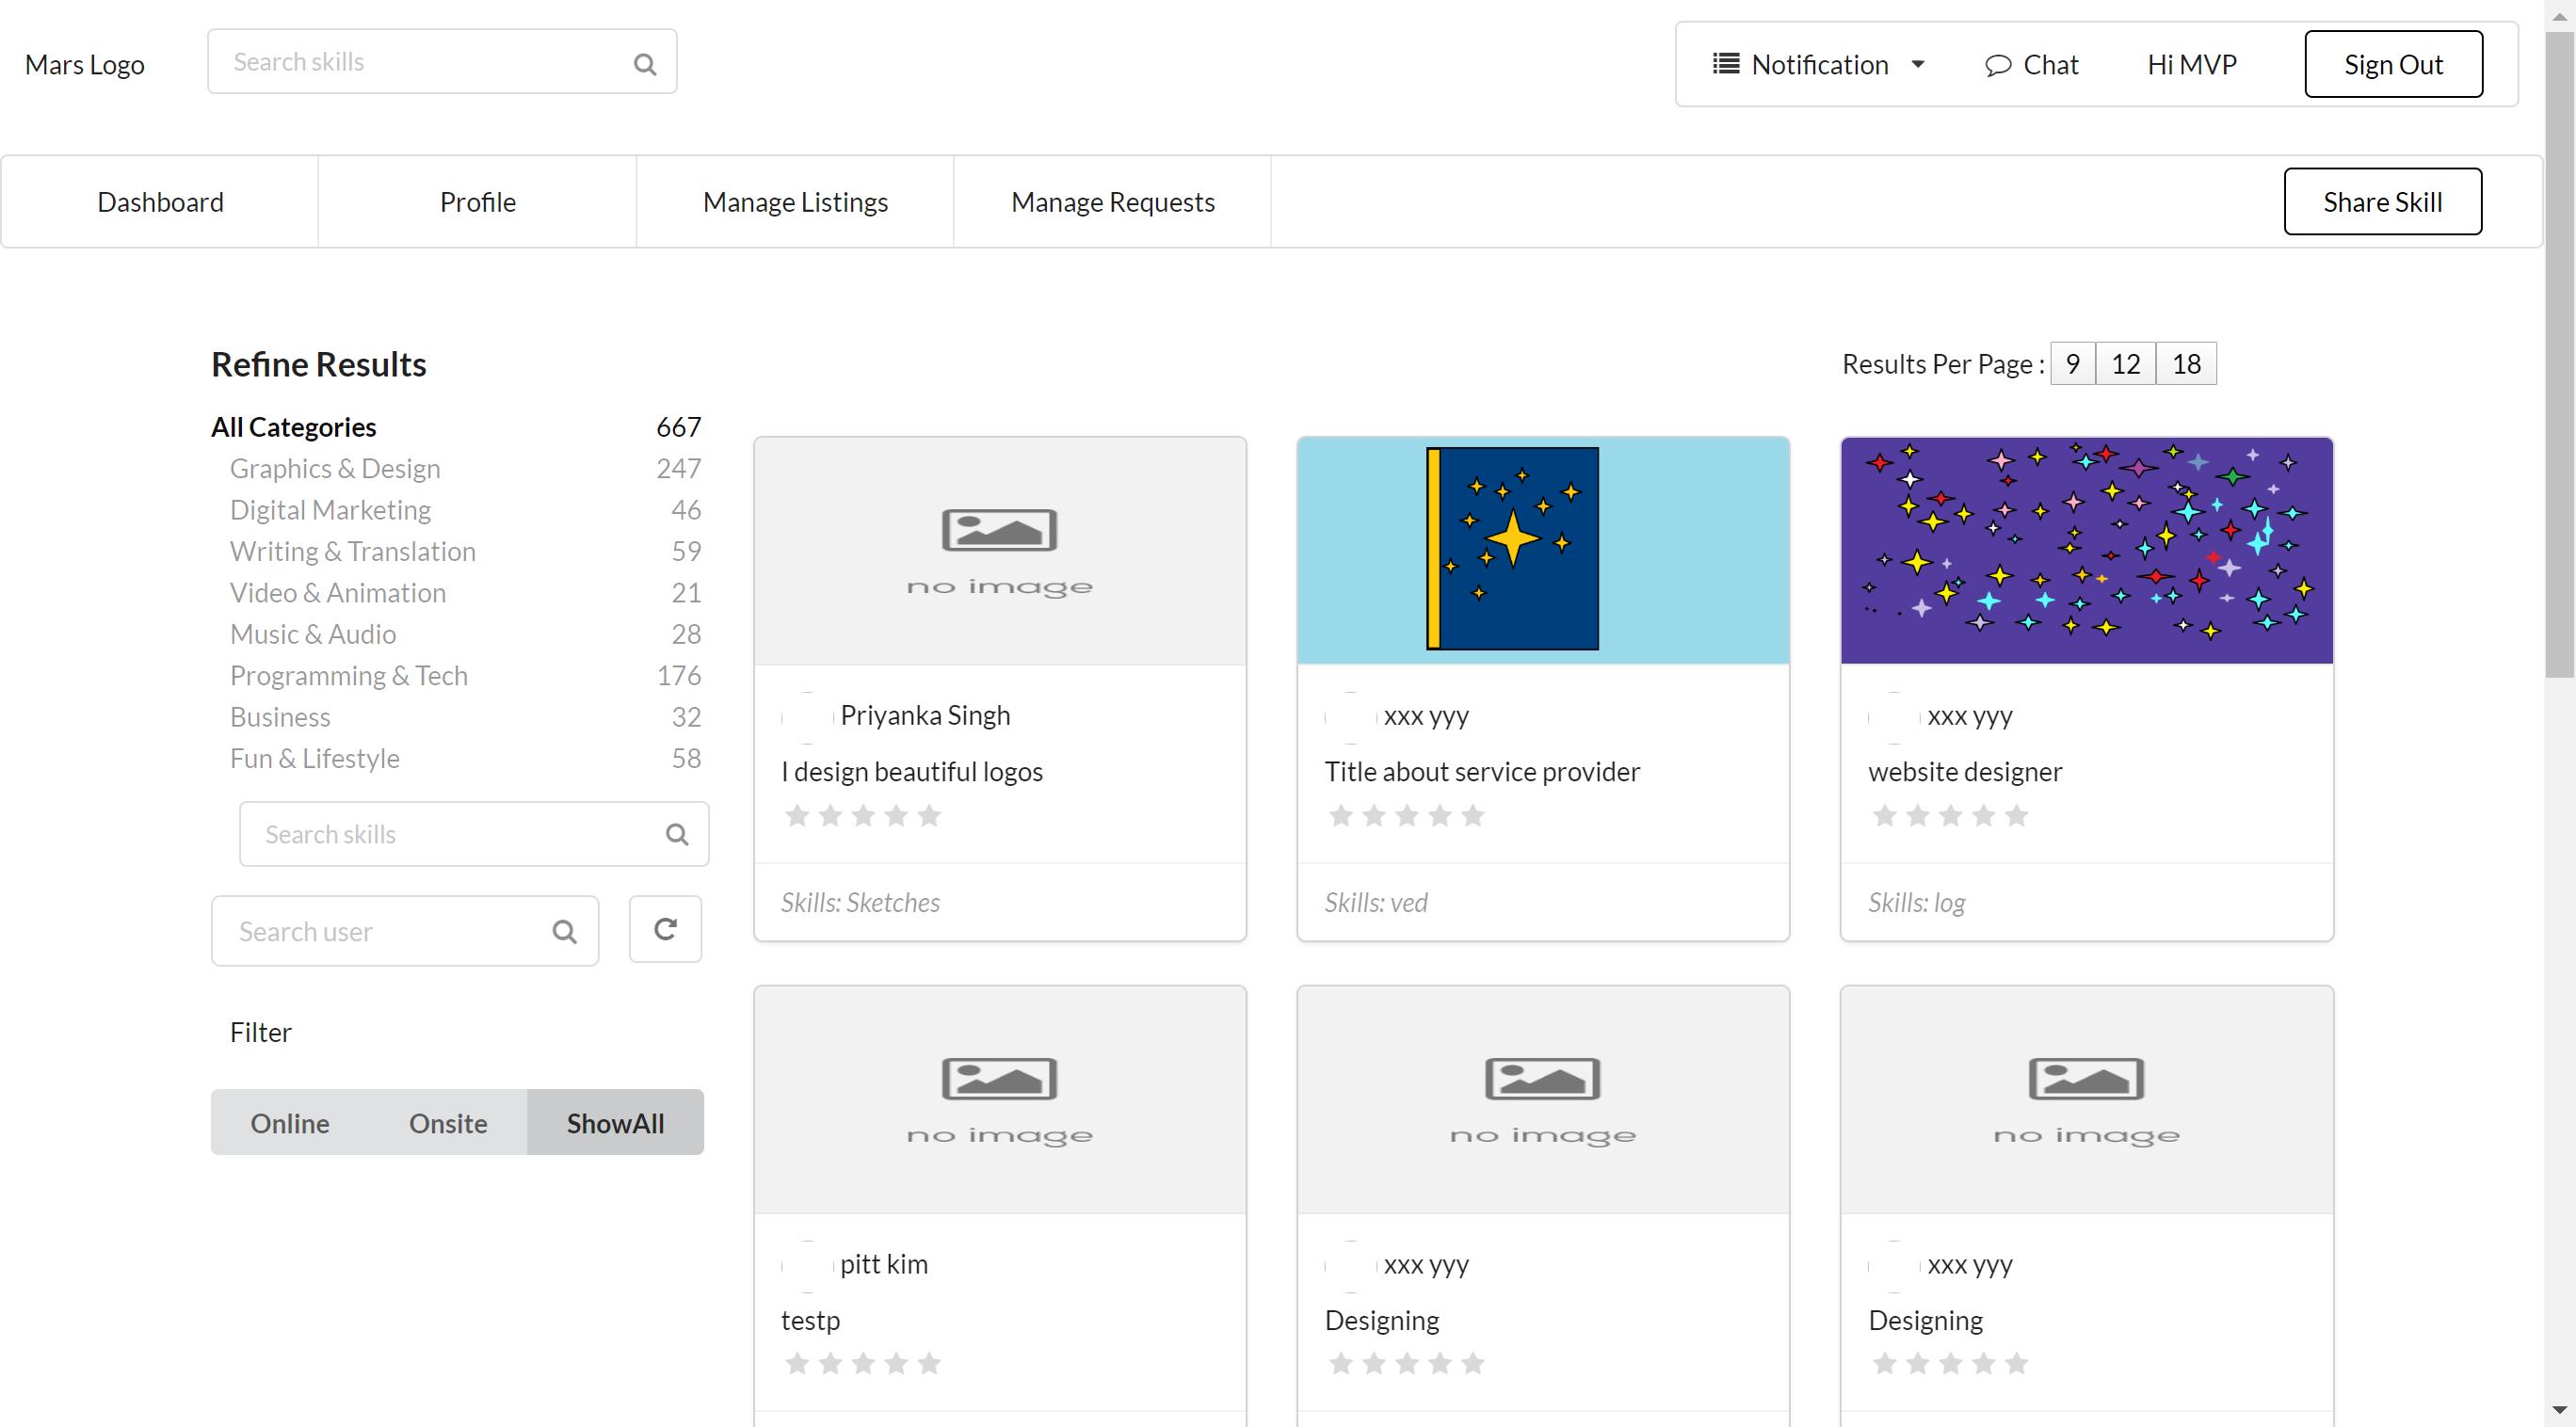 Mars Logo
Search skills
Notification
Chat
Hi MVP
Sign Out
Dashboard
Profile
Manage Listings
Manage Requests
Share Skill
Refine Results
Results Per Page : 9 12 18
All Categories 667
Graphics & Design 247
Digital Marketing 46
Writing & Translation 59
Video & Animation 21
Music & Audio 28
Programming & Tech 176
Business 32
Fun & Lifestyle 58
Search skills
Search user
Filter
Online
Onsite
ShowAll
no image
Priyanka Singh
I design beautiful logos
Skills: Sketches
xxx yyy
Title about service provider
Skills: ved
xxx yyy
website designer
Skills: log
no image
pitt kim
testp
no image
xxx yyy
Designing
no image
xxx yyy
Designing